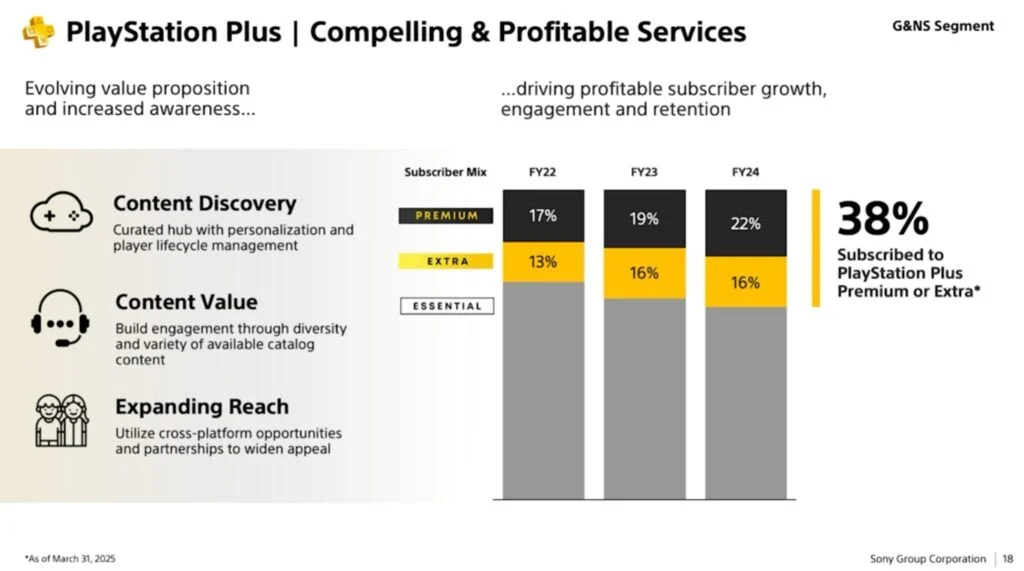 PlayStation Plus | Compelling & Profitable Services
G&NS Segment
Evolving value proposition
and increased awareness...
...driving profitable subscriber growth,
engagement and retention
Content Discovery
Curated hub with personalization and
player lifecycle management
Content Value
Build engagement through diversity
and variety of available catalog
content
Expanding Reach
Utilize cross-platform opportunities
and partnerships to widen appeal
Subscriber Mix
FY22
FY23
FY24
PREMIUM
17%
19%
22%
EXTRA
13%
16%
16%
ESSENTIAL
38%
Subscribed to
PlayStation Plus
Premium or Extra*
*As of March 31, 2025
Sony Group Corporation | 18